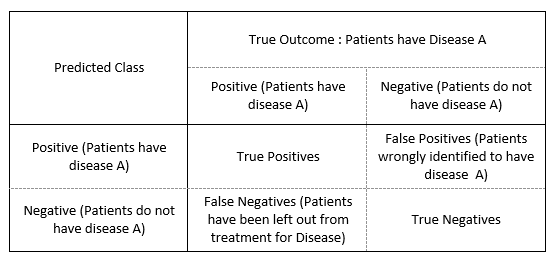 Predicted Class
True Outcome : Patients have Disease A
Positive (Patients have
disease A)
Negative (Patients do not
have disease A)
Positive (Patients have
disease A)
True Positives
False Positives (Patients
wrongly identified to have
disease  A)
Negative (Patients do not
have disease A)
False Negatives (Patients
have been left out from
treatment for Disease)
True Negatives